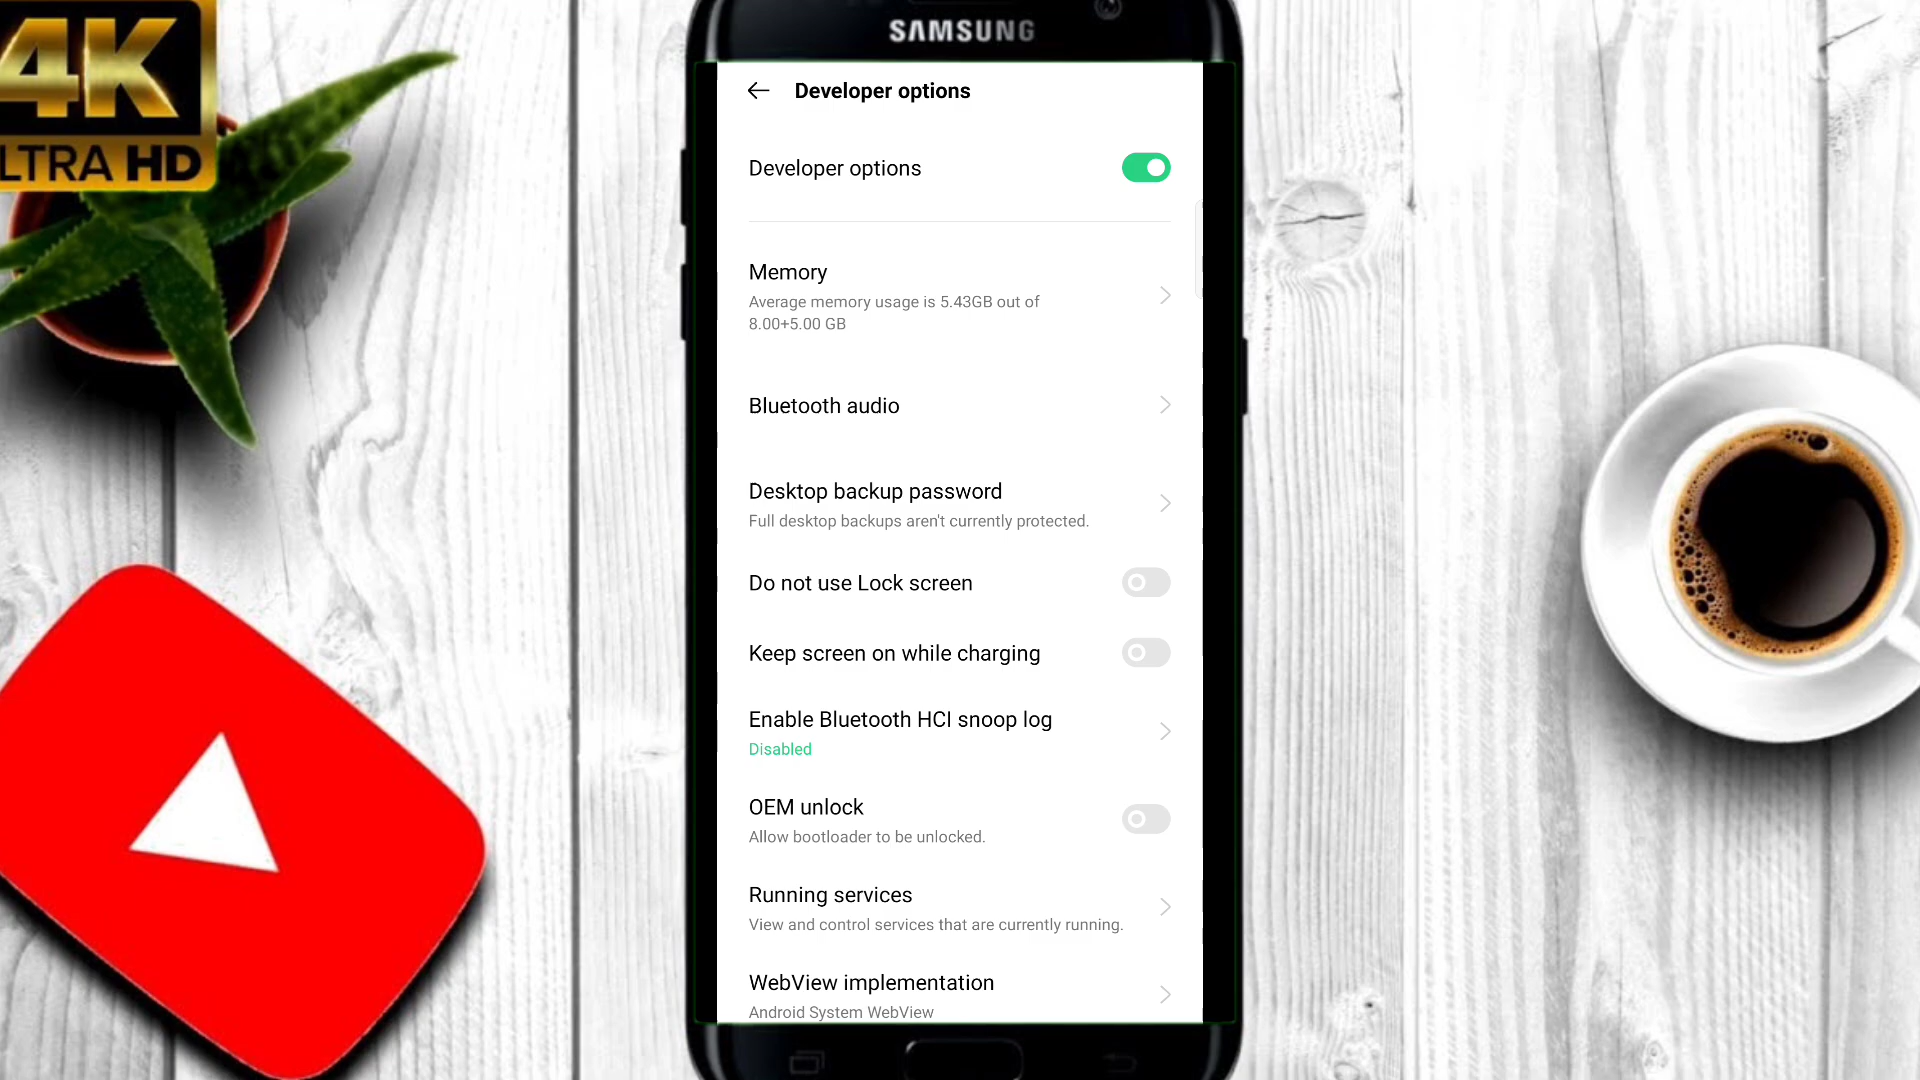 4K
LTRA HD
SAMSUNG
Developer options
Developer options
Memory
Average memory usage is 5.43GB out of
8.00+5.00 GB
Bluetooth audio
Desktop backup password
Full desktop backups aren't currently protected.
Do not use Lock screen
Keep screen on while charging
Enable Bluetooth HCI snoop log
Disabled
OEM unlock
Allow bootloader to be unlocked.
Running services
View and control services that are currently running.
WebView implementation
Android System WebView